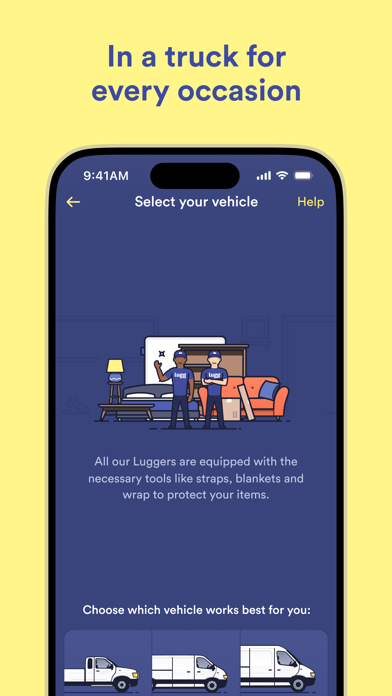 In a truck for
every occasion
9:41AM
Select your vehicle
Help
lugg
lugg
All our Luggers are equipped with the
necessary tools like straps, blankets and
wrap to protect your items.
Choose which vehicle works best for you: